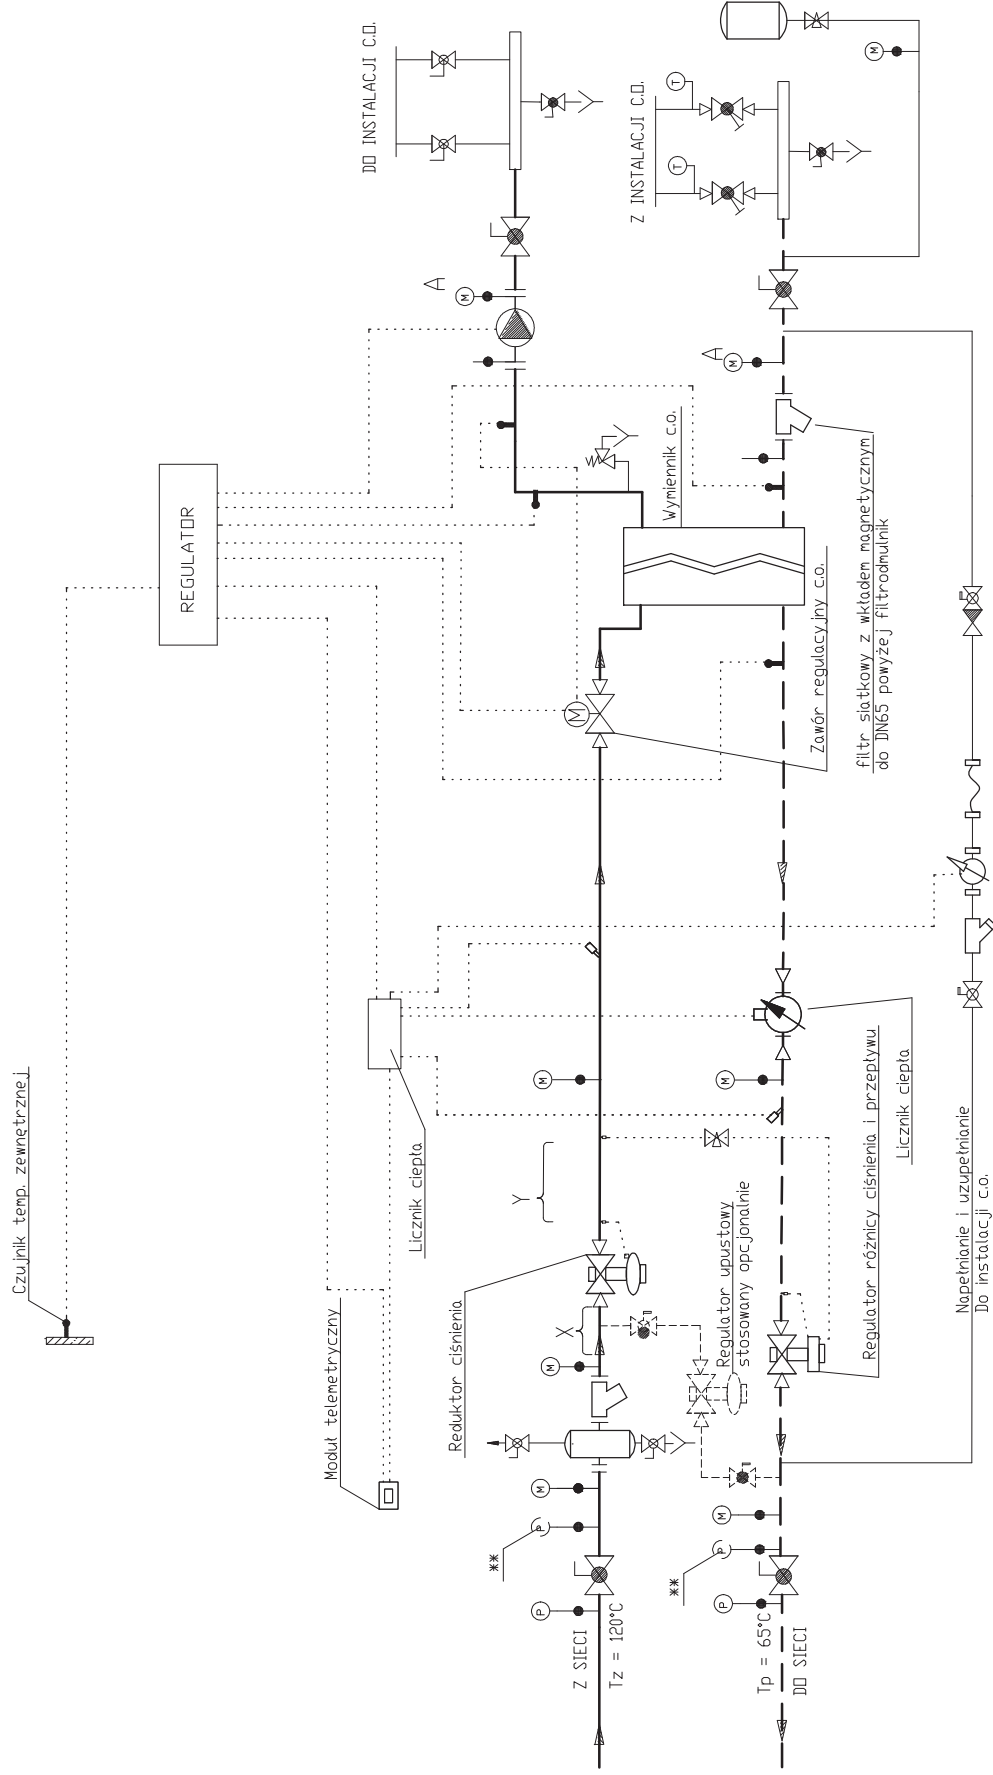 Czujnik temp. zewnętrznej
Moduł telemetryczny
REGULATOR
Licznik ciepła
DO INSTALACJI C.O.
A
M
M
Reduktor ciśnienia
X
Y
M
M
M
P
P
**
Z SIECI
Tz = 120°C
Z INSTALACJI C.O.
T
T
M
A
M
Wymiennik c.o.
Zawór regulacyjny c.o.
filtr siatkowy z wkładem magnetycznym
do DN65 powyżej filtrodmulnik
Licznik ciepła
M
Regulator różnicy ciśnienia i przepływu
Regulator upustowy
stosowany opcjonalnie
M
P
P
**
Tp = 65°C
DO SIECI
Napełnianie i uzupełnianie
Do instalacji c.o.